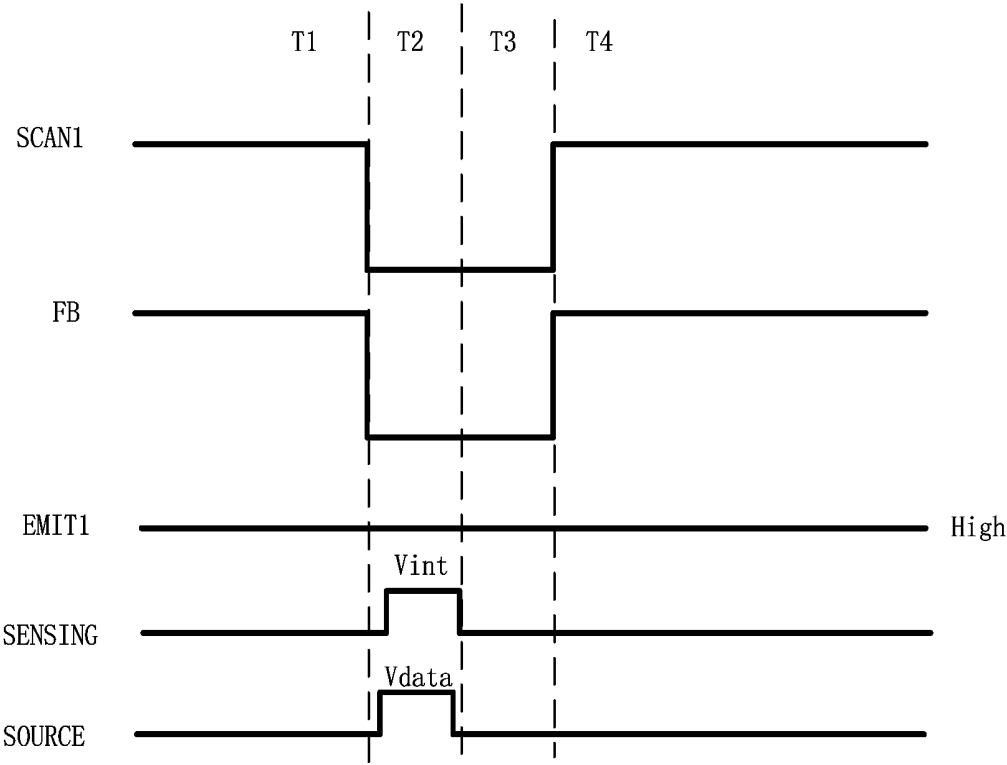 T1 T2 T3 T4
SCAN1
FB
EMIT1 High
Vint
SENSING
Vdata
SOURCE